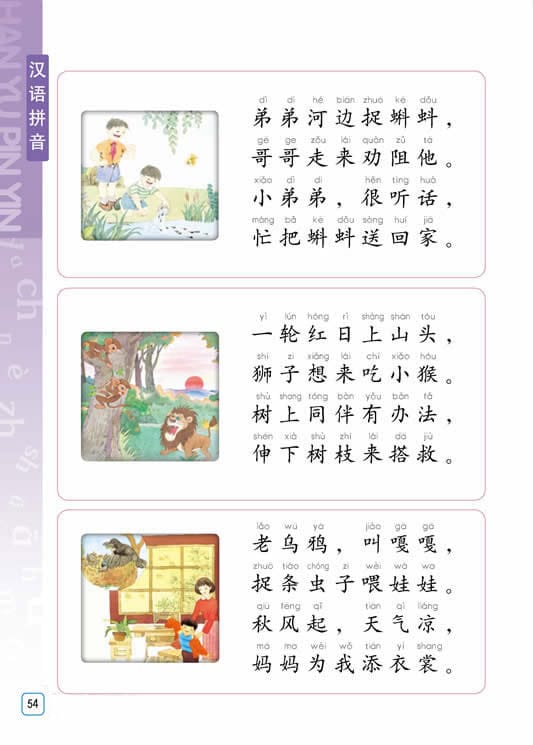 HANYU PINYIN
汉语拼音
dì di hé biān zhuō kē dǒu
弟弟河边捉蝌蚪，
gē ge zǒu lái quàn zǔ tā
哥哥走来劝阻他。
xiǎo dì di hěn tīng huà
小弟弟，很听话，
máng bǎ kē dǒu sòng huí jiā
忙把蝌蚪送回家。
yì lún hóng rì shàng shān tóu
一轮红日上山头，
shī zi xiǎng lái chī xiǎo hóu
狮子想来吃小猴。
shù shang tóng bàn yǒu bàn fǎ
树上同伴有办法，
shēn xià shù zhī lái dā jiù
伸下树枝来搭救。
lǎo wū yā jiào gā gā
老乌鸦，叫嘎嘎，
zhuō tiáo chóng zi wèi wá wa
捉条虫子喂娃娃。
qiū fēng qǐ tiān qì liáng
秋风起，天气凉，
mā ma wèi wǒ tiān yī shang
妈妈为我添衣裳。
54